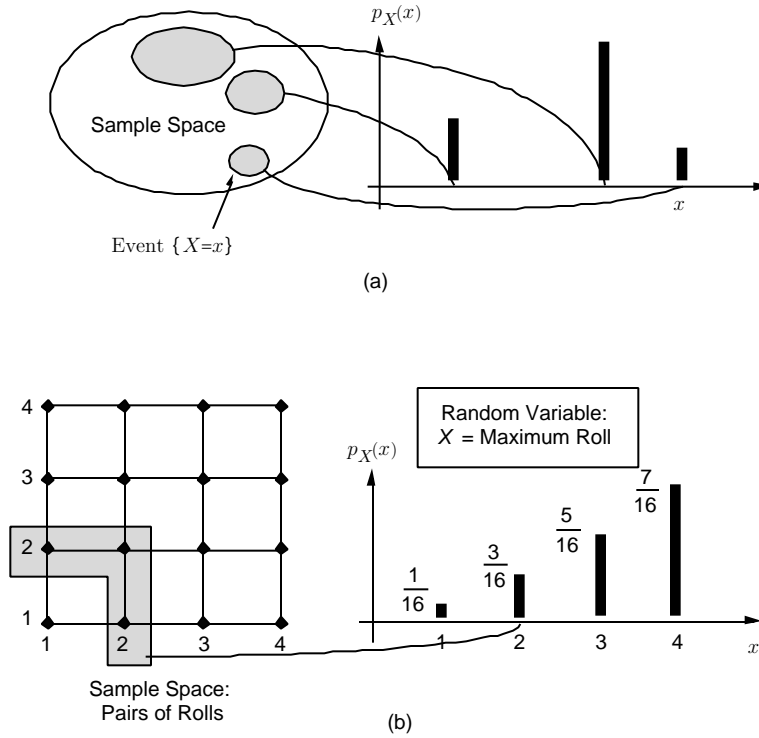 p_X(x)
Sample Space
x
Event {X=x}
(a)
Random Variable:
X = Maximum Roll
p_X(x)
4
3
2
1
1 2 3 4
1/16
3/16
5/16
7/16
1 2 3 4 x
Sample Space:
Pairs of Rolls
(b)